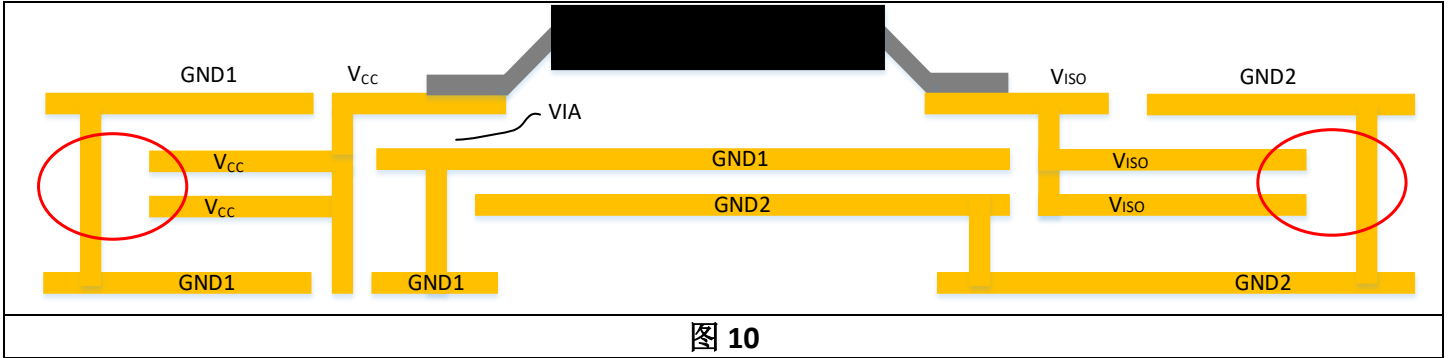 GND1 VCC VISO GND2
VIA
VCC GND1 VISO
VCC GND2 VISO
GND1 GND1 GND2
图 10